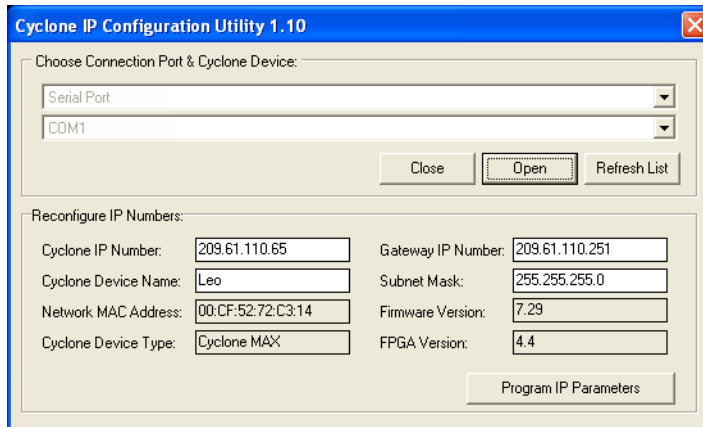 Cyclone IP Configuration Utility 1.10
Choose Connection Port & Cyclone Device:
Serial Port
COM1
Close Open Refresh List
Reconfigure IP Numbers:
Cyclone IP Number: 209.61.110.65 Gateway IP Number: 209.61.110.251
Cyclone Device Name: Leo Subnet Mask: 255.255.255.0
Network MAC Address: 00:CF:52:72:C3:14 Firmware Version: 7.29
Cyclone Device Type: Cyclone MAX FPGA Version: 4.4
Program IP Parameters